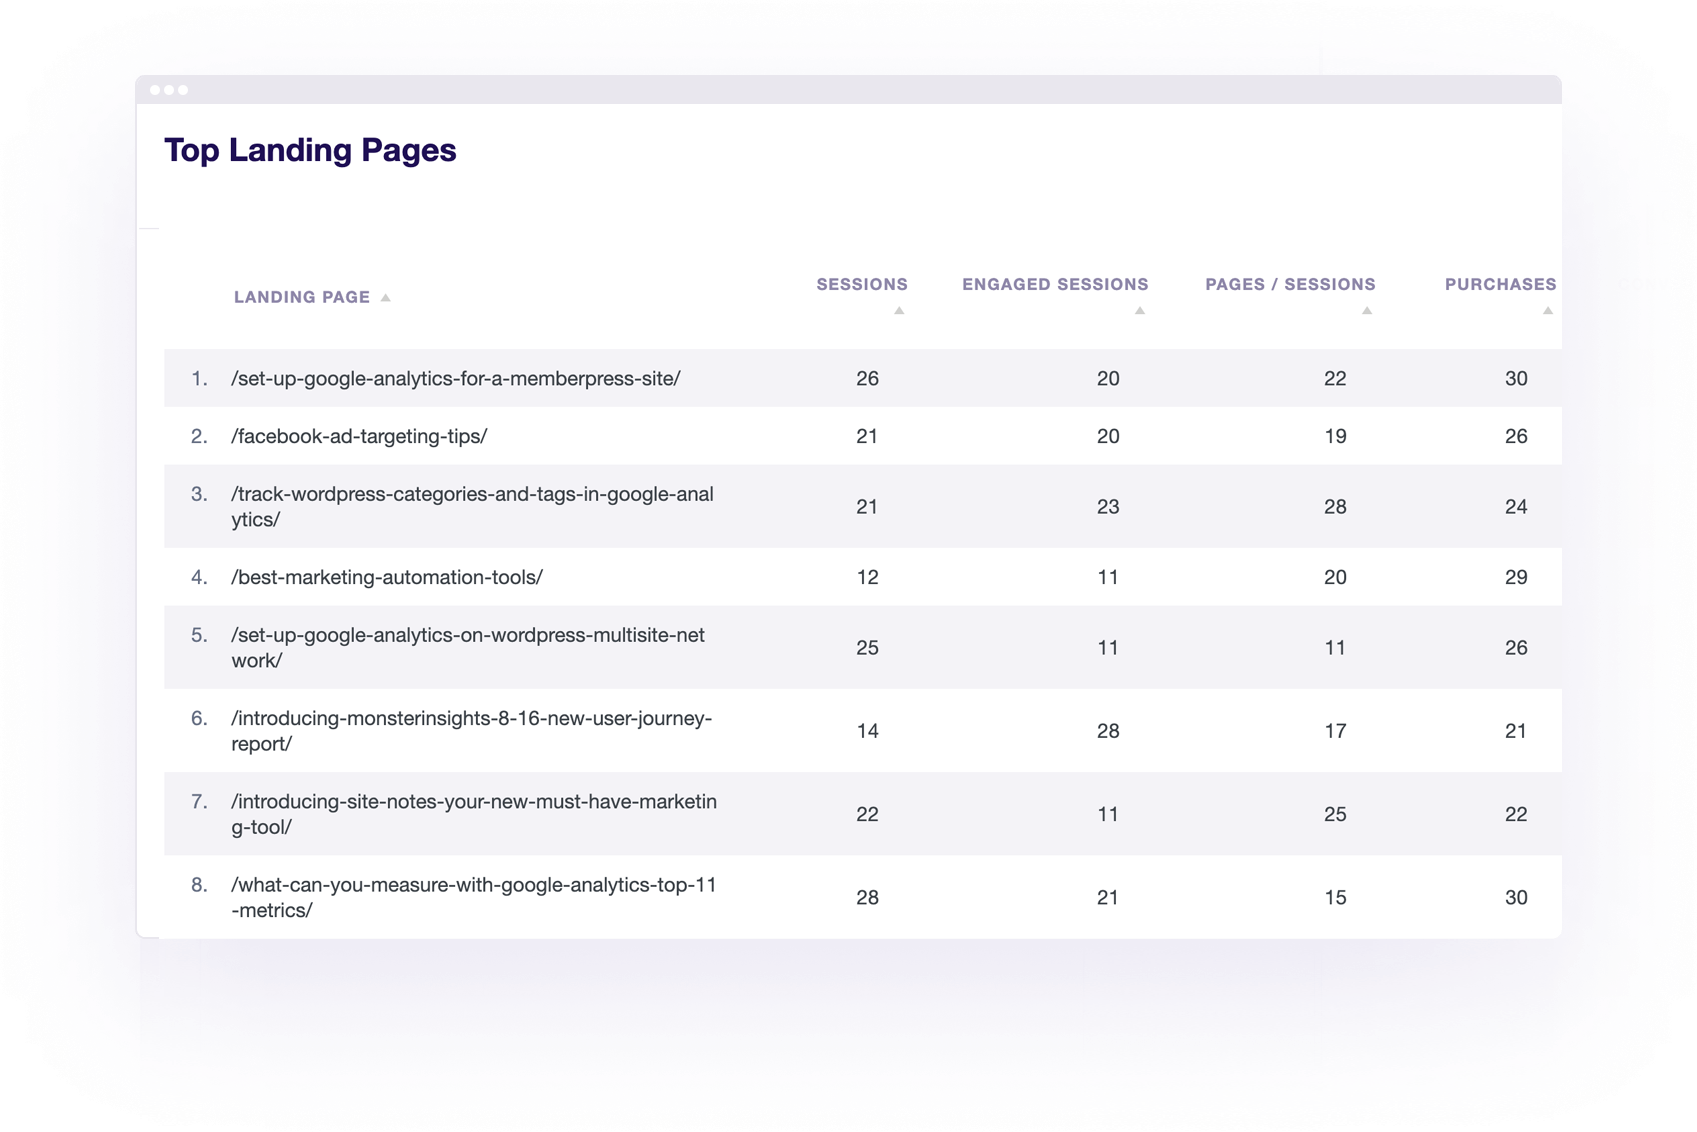 Top Landing Pages
LANDING PAGE SESSIONS ENGAGED SESSIONS PAGES / SESSIONS PURCHASES
1. /set-up-google-analytics-for-a-memberpress-site/ 26 20 22 30
2. /facebook-ad-targeting-tips/ 21 20 19 26
3. /track-wordpress-categories-and-tags-in-google-anal
ytics/ 21 23 28 24
4. /best-marketing-automation-tools/ 12 11 20 29
5. /set-up-google-analytics-on-wordpress-multisite-net
work/ 25 11 11 26
6. /introducing-monsterinsights-8-16-new-user-journey-
report/ 14 28 17 21
7. /introducing-site-notes-your-new-must-have-marketin
g-tool/ 22 11 25 22
8. /what-can-you-measure-with-google-analytics-top-11
-metrics/ 28 21 15 30